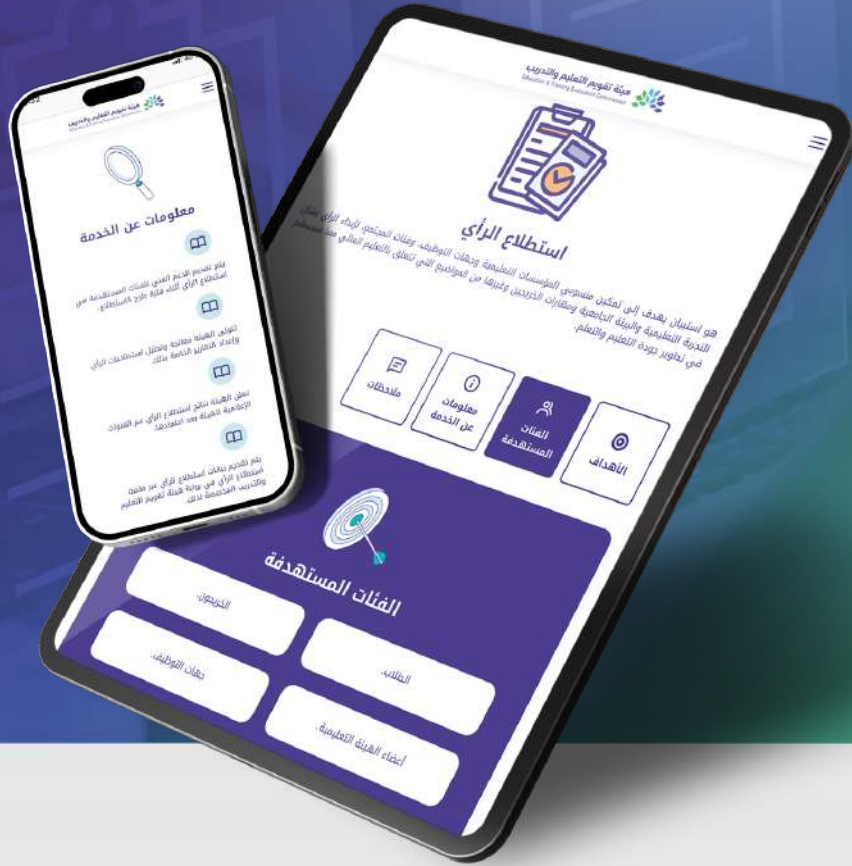 هيئة تقويم التعليم والتدريب
Education & Training Evaluation Commission
استطلاع الرأي
هو استبيان يهدف إلى تمكين منسوبي المؤسسات التعليمية وجهات التوظيف، وفئات المجتمع، لإبداء الرأي بشأن
التجربة التعليمية والبيئة الجامعية ومهارات الخريجين وغيرها من المواضيع التي تتعلق بالتعليم العالي
في تطوير جودة التعليم والتعلم.
الأهداف
الفئات
المستهدفة
معلومات
عن الخدمة
ملاحظات
الفئات المستهدفة
الطلاب.
الخريجون.
أعضاء الهيئة التعليمية.
جهات التوظيف.
هيئة تقويم التعليم والتدريب
معلومات عن الخدمة
يتم تقديم الدعم الفني للفئات المستهدفة في
استطلاع الرأي أثناء فترة طرح الاستطلاع.
تتولى الهيئة معالجة وتحليل استطلاعات الرأي،
وإعداد التقارير الخاصة بذلك.
تعلن الهيئة نتائج استطلاع الرأي عبر القنوات
الإعلامية للهيئة بعد اعتمادها.
يتم تقديم بيانات استطلاع الرأي عبر منصة
استطلاع الرأي في بوابة هيئة تقويم التعليم
والتدريب المخصصة لذلك.